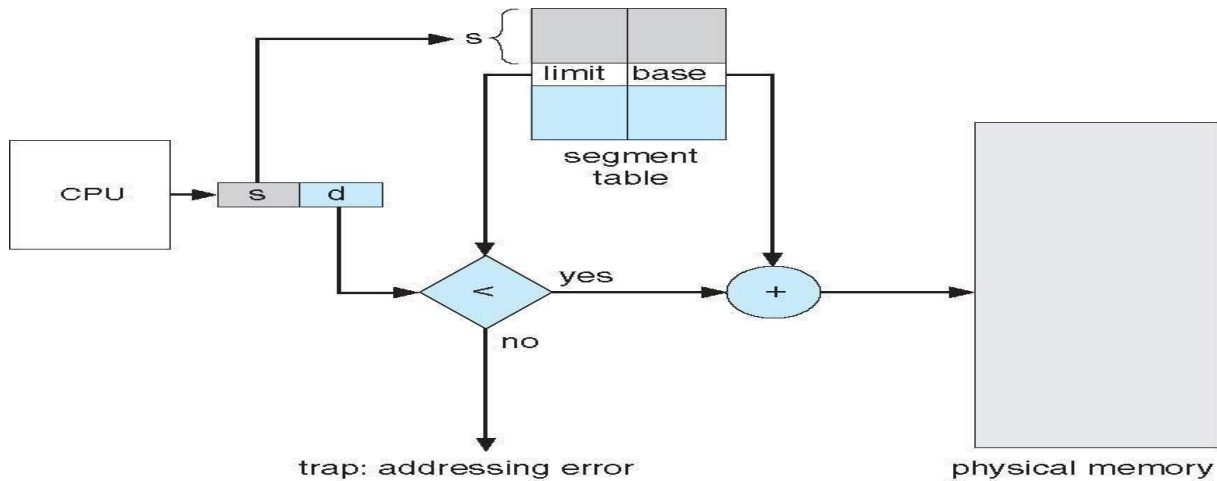 s
limit base
segment
table
CPU
s d
<
yes
+
no
trap: addressing error
physical memory